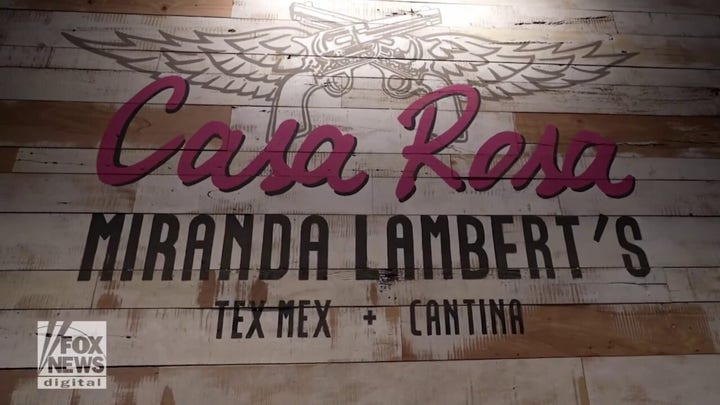 Casa Rosa
MIRANDA LAMBERT'S
TEX MEX + CANTINA
FOX
NEWS
digital